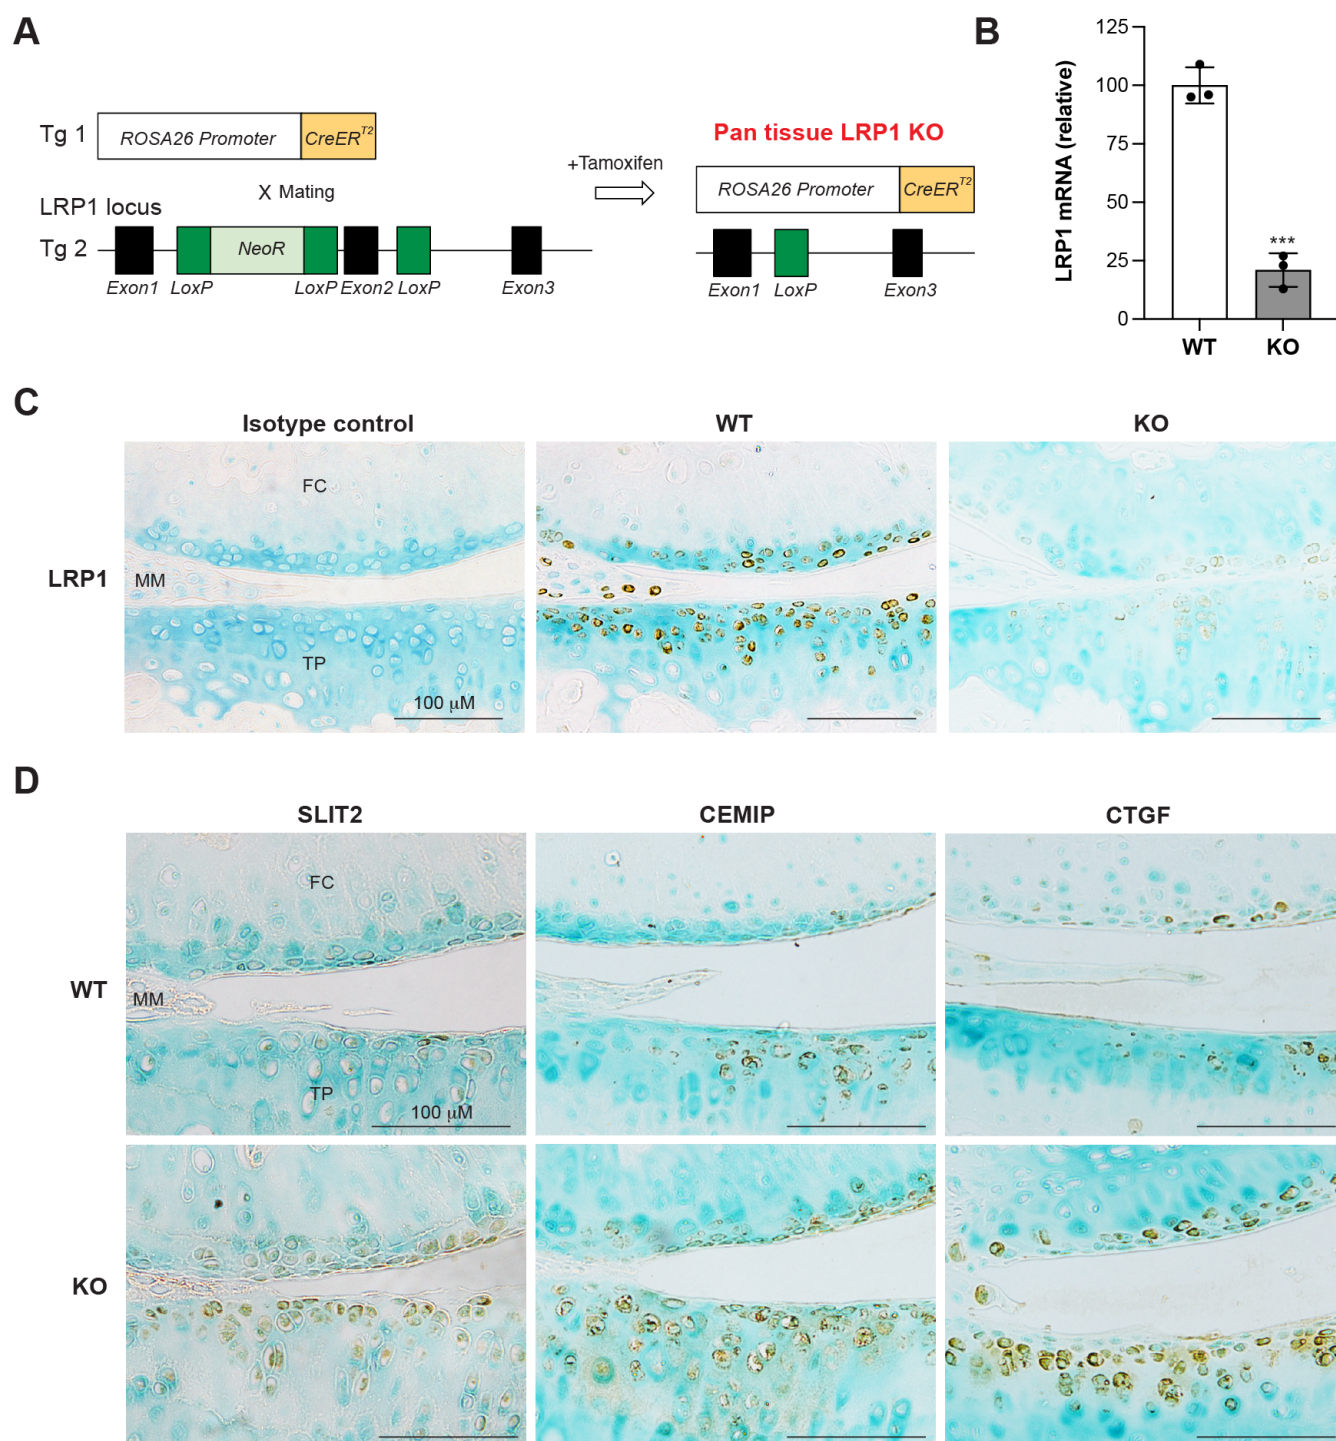 A
Tg 1
ROSA26 Promoter
CreER^T2
X Mating
LRP1 locus
Tg 2
NeoR
Exon1 LoxP LoxP Exon2 LoxP Exon3
+Tamoxifen
Pan tissue LRP1 KO
ROSA26 Promoter
CreER^T2
Exon1 LoxP Exon3
B
LRP1 mRNA (relative)
125
100
75
50
25
0
***
WT KO
C
Isotype control WT KO
LRP1
FC
MM
TP
100 μM
D
SLIT2 CEMIP CTGF
WT
FC
MM
TP
100 μM
KO